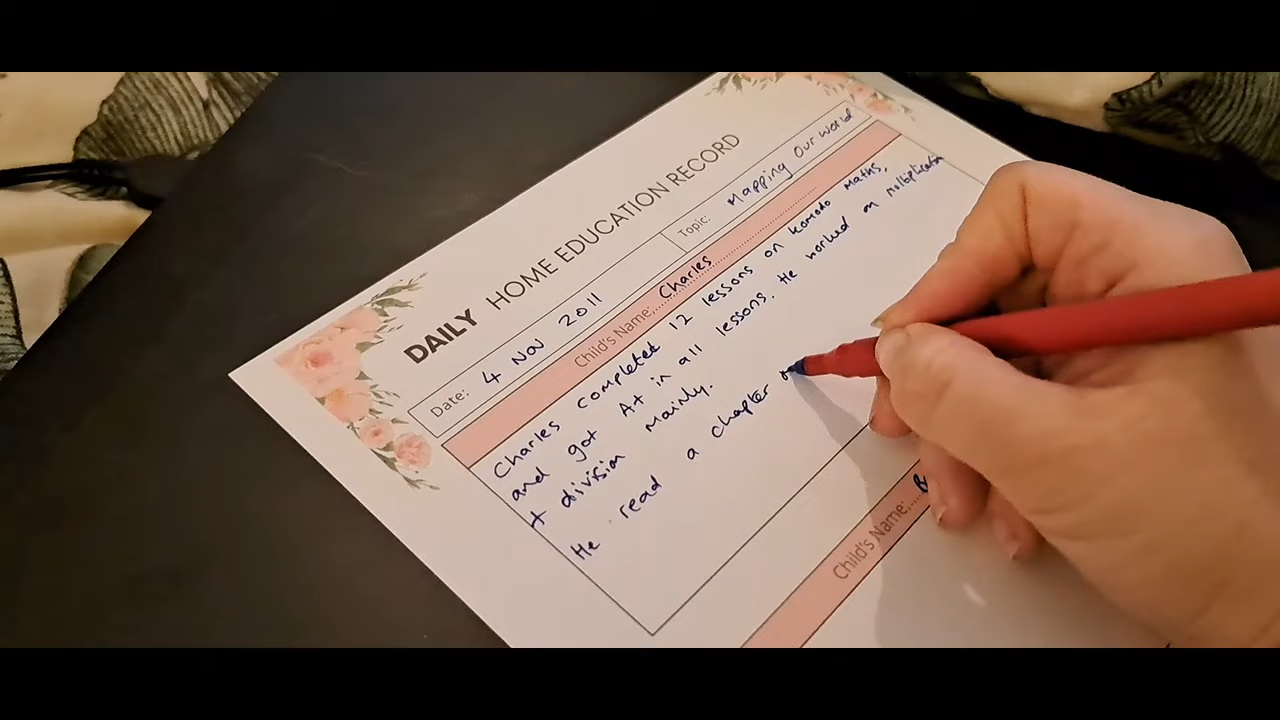 DAILY HOME EDUCATION RECORD
Date: 4 Nov 2011 Topic: Mapping Our World
Child's Name: Charles
Charles completed 12 lessons on Komodo Maths,
and got A+ in all lessons. He worked on multiplication
+ division mainly.
He read a chapter
Child's Name: